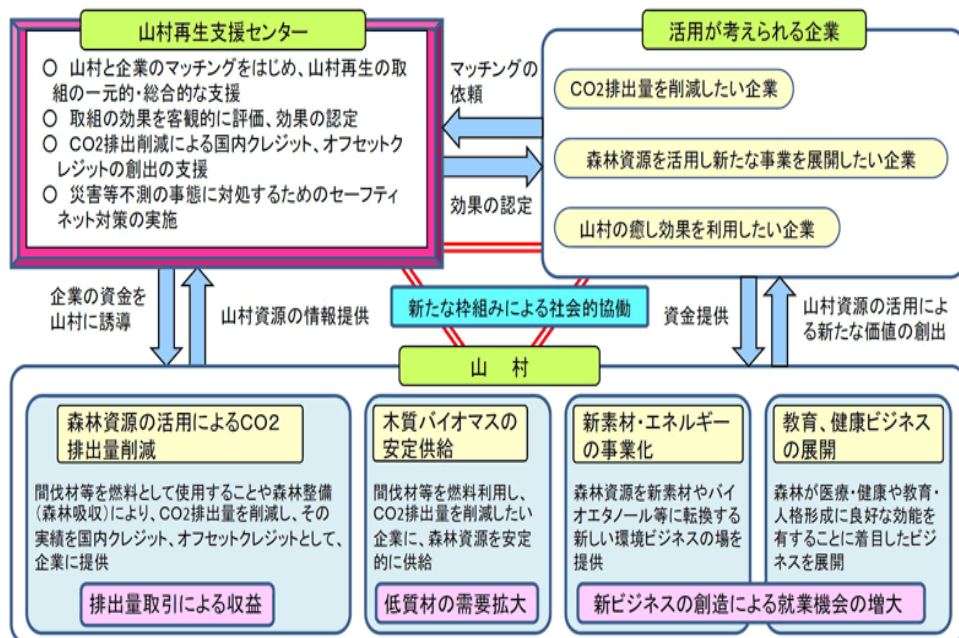 山村再生支援センター
○ 山村と企業のマッチングをはじめ、山村再生の取
組の一元的・総合的な支援
○ 取組の効果を客観的に評価、効果の認定
○ CO2排出削減による国内クレジット、オフセットク
レジットの創出の支援
○ 災害等不測の事態に対処するためのセーフティ
ネット対策の実施
マッチングの
依頼
効果の認定
活用が考えられる企業
CO2排出量を削減したい企業
森林資源を活用し新たな事業を展開したい企業
山村の癒し効果を利用したい企業
企業の資金を
山村に誘導
山村資源の情報提供
新たな枠組みによる社会的協働
資金提供
山村資源の活用によ
る新たな価値の創出
山 村
森林資源の活用によるCO2
排出量削減
間伐材等を燃料として使用することや森林整備
(森林吸収)により、CO2排出量を削減し、その
実績を国内クレジット、オフセットクレジットとして、
企業に提供
排出量取引による収益
木質バイオマスの
安定供給
間伐材等を燃料利用し、
CO2排出量を削減したい
企業に、森林資源を安定
的に供給
低質材の需要拡大
新素材・エネルギー
の事業化
森林資源を新素材やバイ
オエタノール等に転換する
新しい環境ビジネスの場を
提供
教育、健康ビジネス
の展開
森林が医療・健康や教育・
人格形成に良好な効能を
有することに着目したビジ
ネスを展開
新ビジネスの創造による就業機会の増大